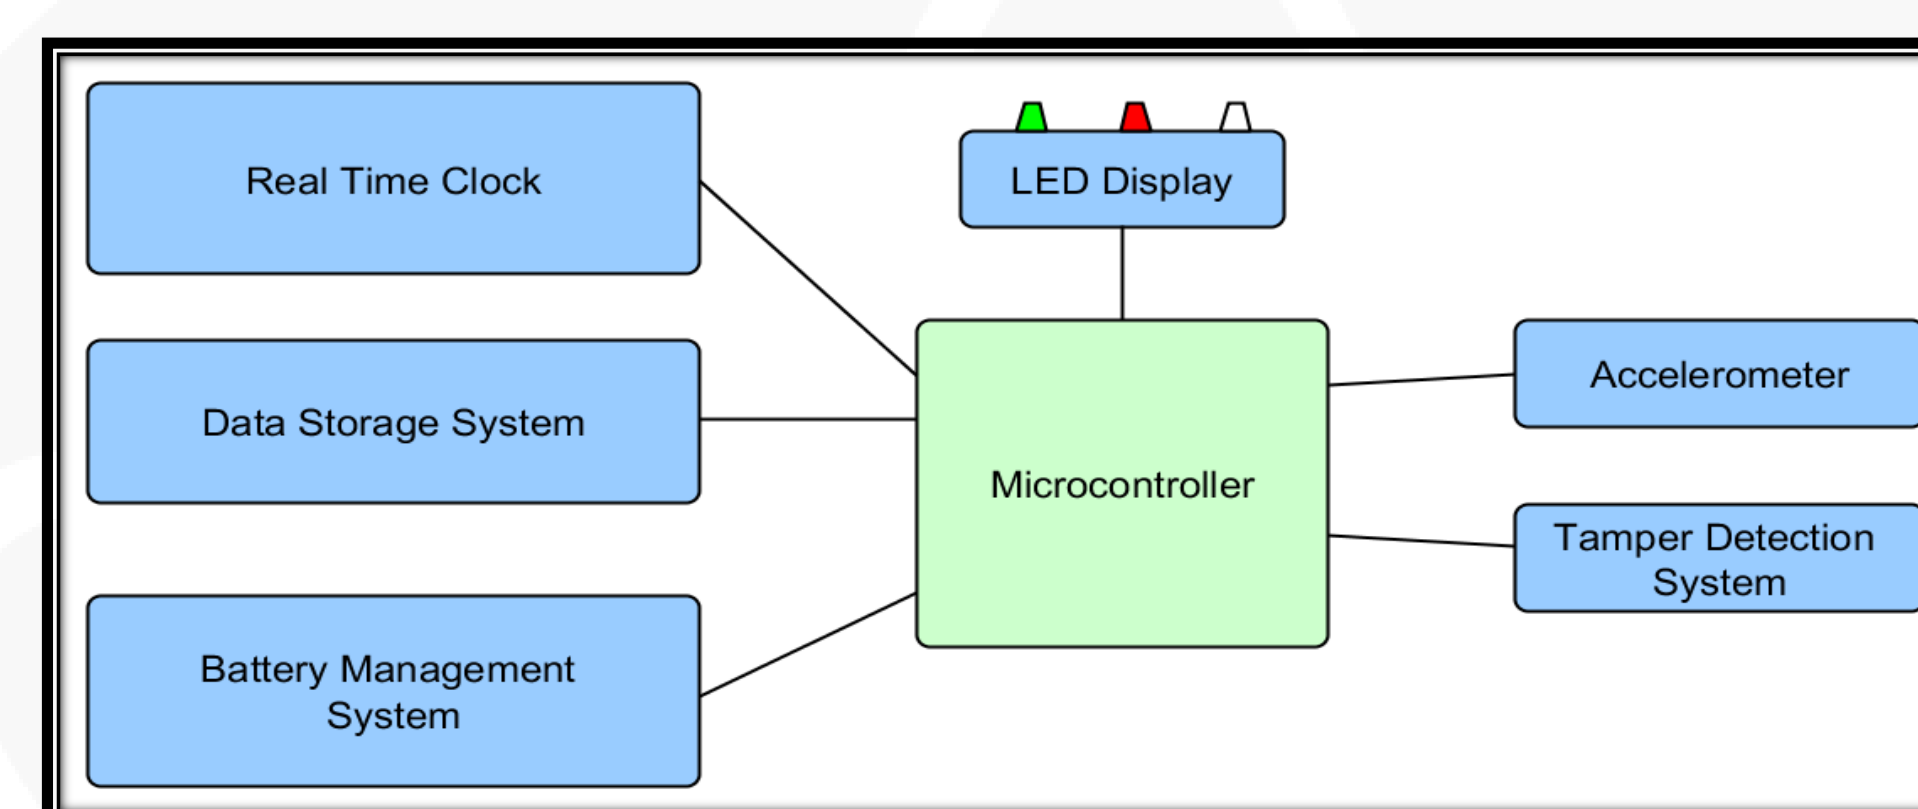 Real Time Clock
LED Display
Data Storage System
Microcontroller
Accelerometer
Tamper Detection
System
Battery Management
System